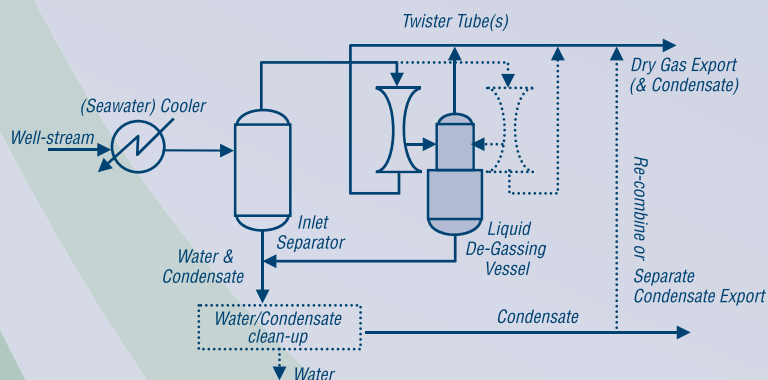 Twister Tube(s)
Dry Gas Export
(& Condensate)
(Seawater) Cooler
Well-stream
Re-combine or
Inlet
Separator
Liquid
De-Gassing
Vessel
Water &
Condensate
Separate
Condensate Export
Water/Condensate
clean-up
Condensate
Water